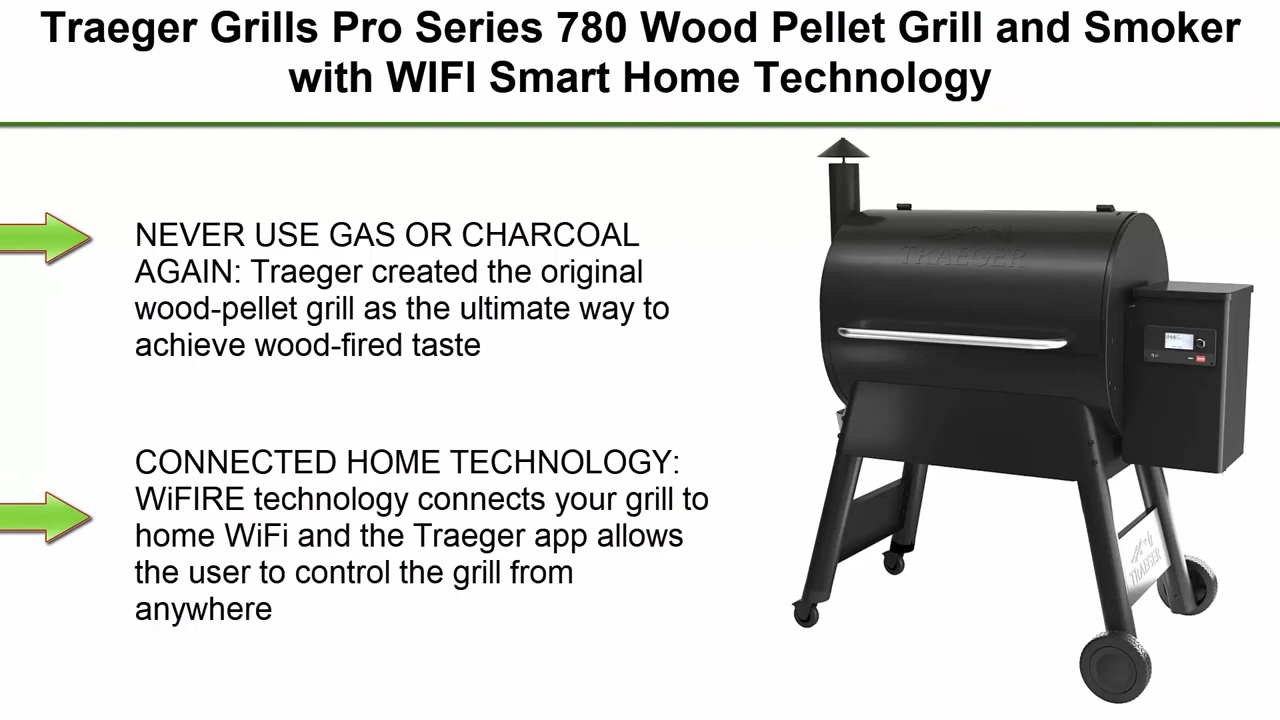 Traeger Grills Pro Series 780 Wood Pellet Grill and Smoker
with WIFI Smart Home Technology
NEVER USE GAS OR CHARCOAL
AGAIN: Traeger created the original
wood-pellet grill as the ultimate way to
achieve wood-fired taste
CONNECTED HOME TECHNOLOGY:
WiFIRE technology connects your grill to
home WiFi and the Traeger app allows
the user to control the grill from
anywhere
TRAEGER
TRAEGER